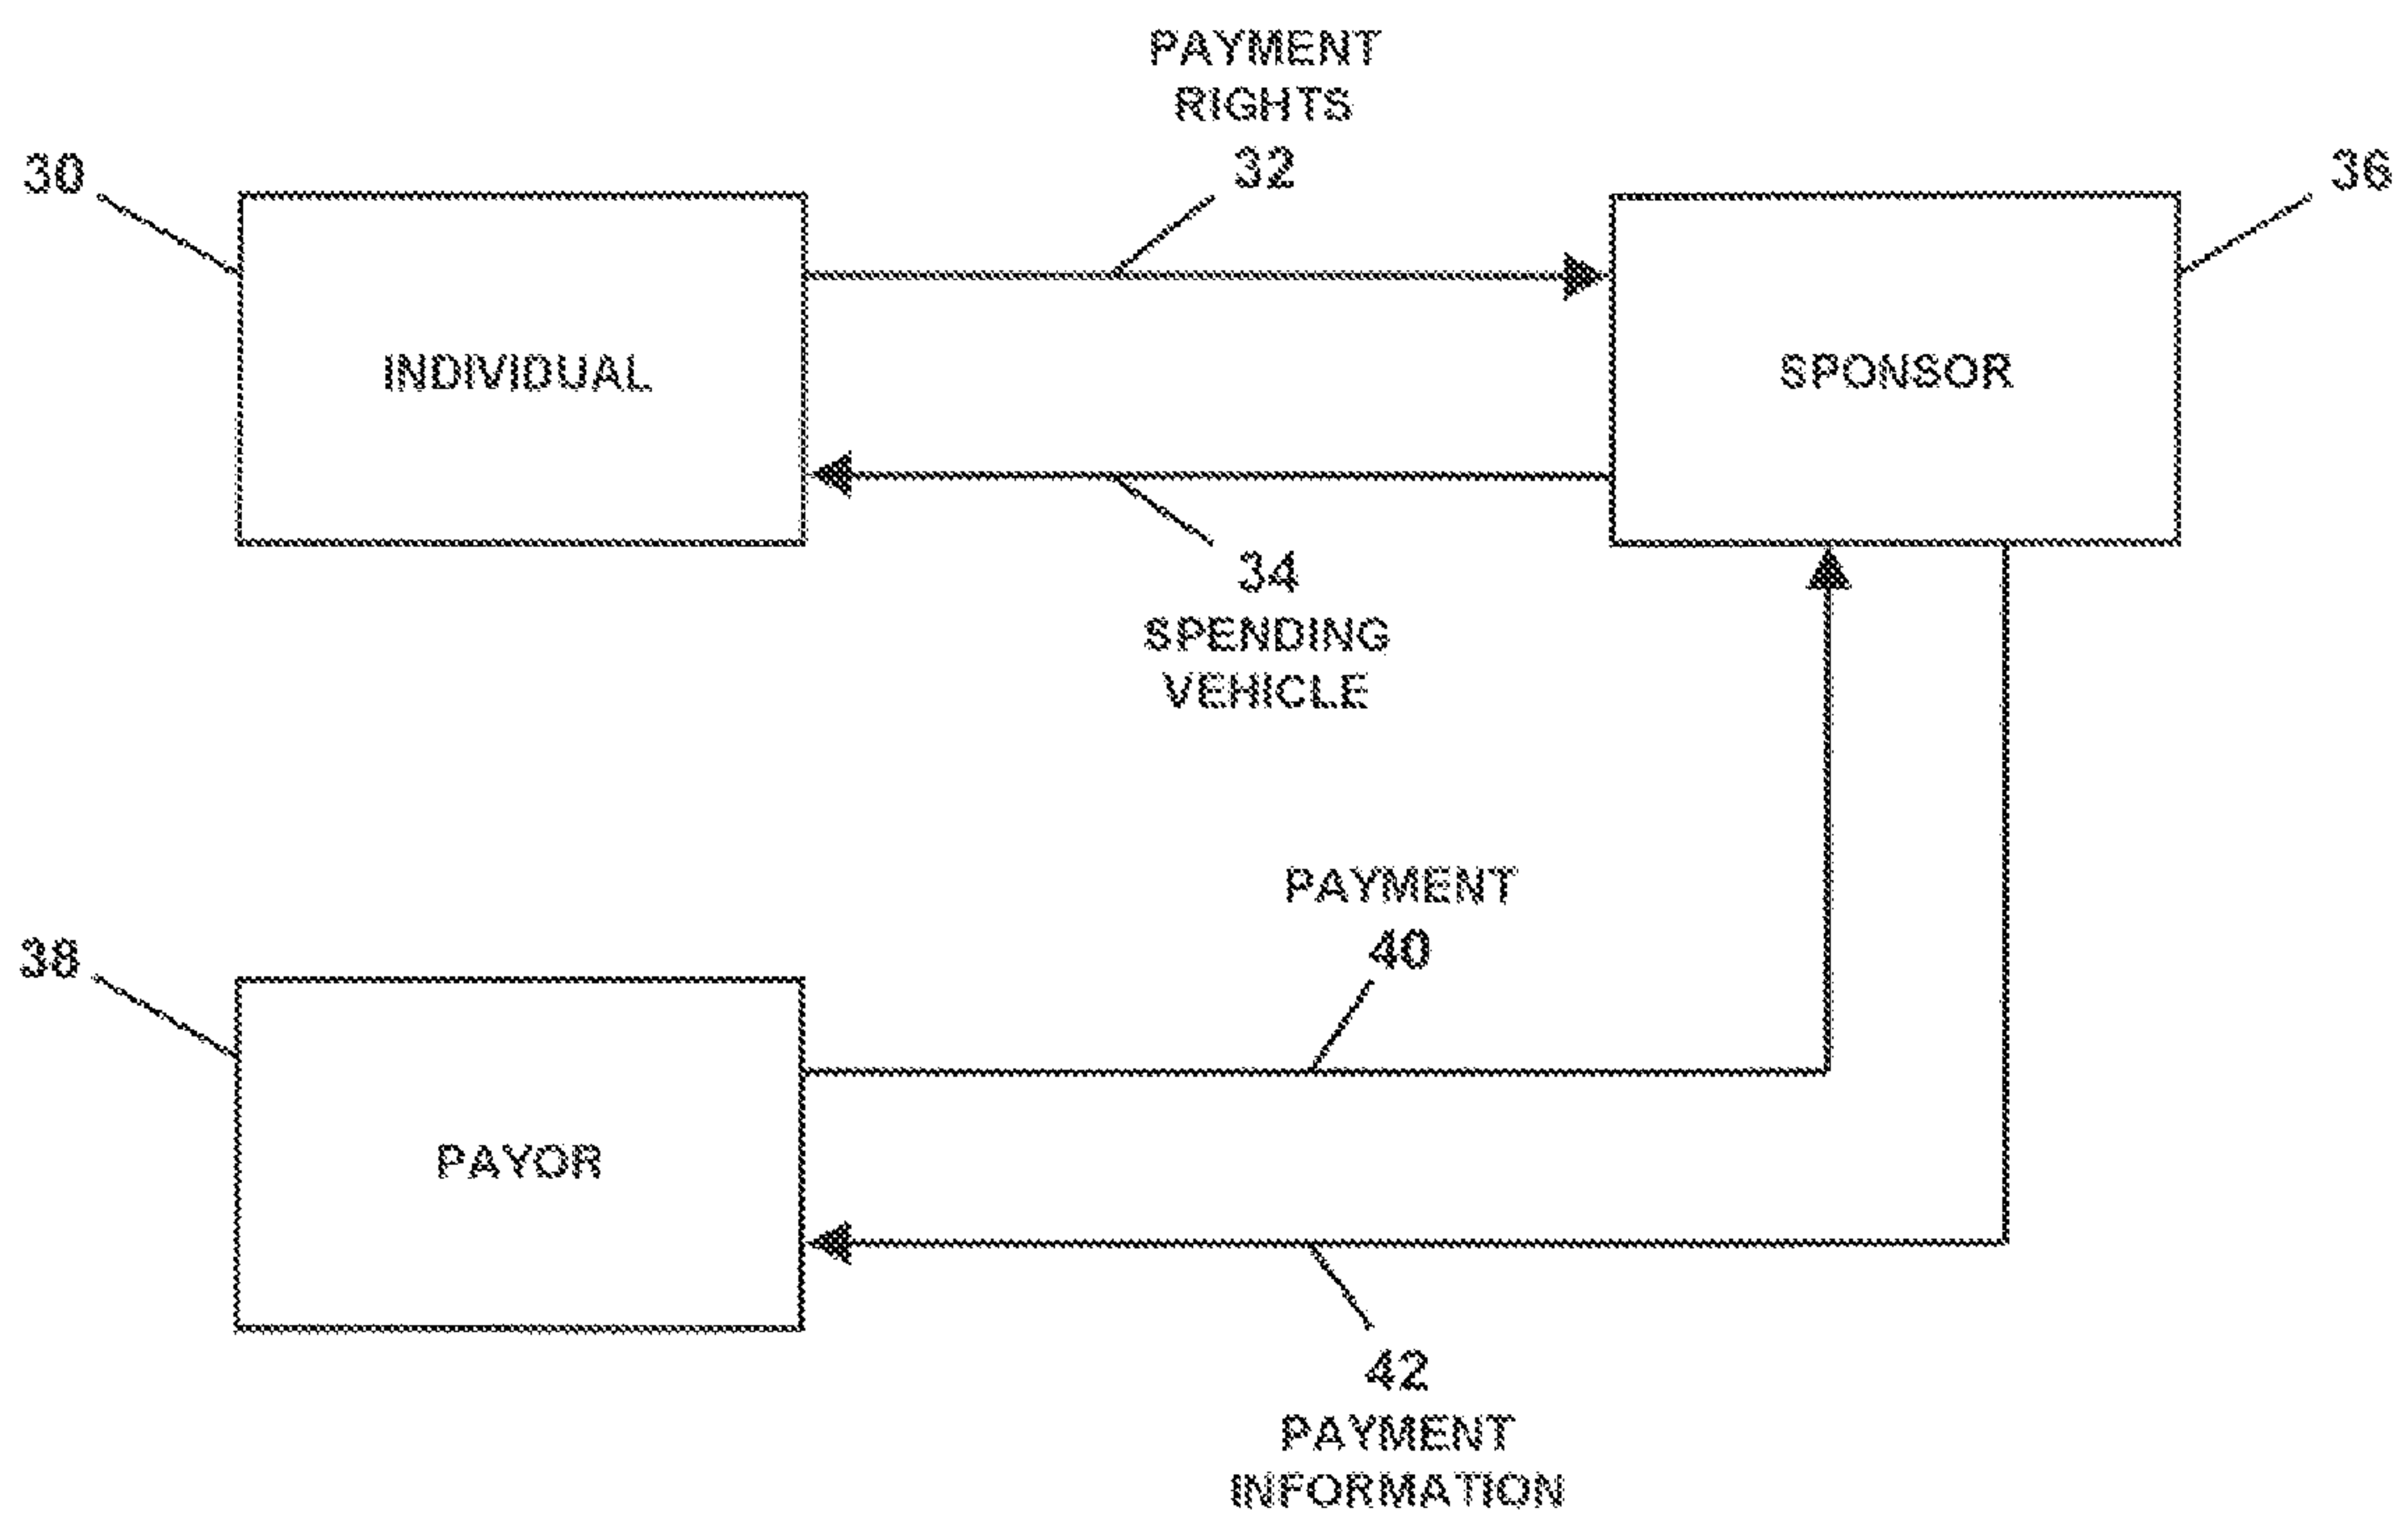 PAYMENT
RIGHTS
32
30
36
INDIVIDUAL
SPONSOR
34
SPENDING
VEHICLE
PAYMENT
40
38
PAYOR
42
PAYMENT
INFORMATION